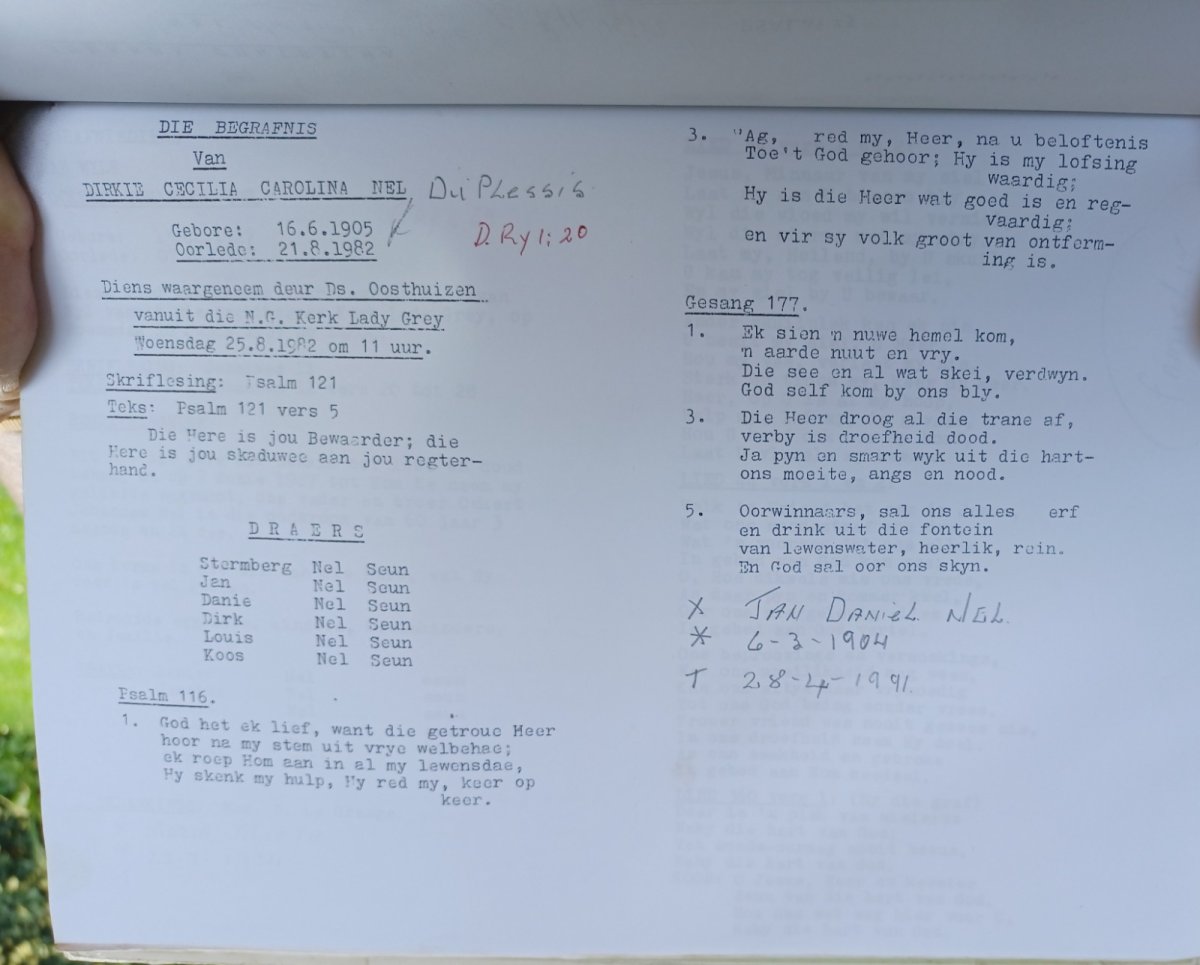 DIE BEGRAFNIS
Van
DIRKIE CECILIA CAROLINA NEL, Du Plessis
Gebore: 16.6.1905
Oorlede: 21.8.1982
D. Ry 1; 20
Diens waargeneem deur Ds. Oosthuizen
vanuit die N.G. Kerk Lady Grey
Woensdag 25.8.1982 om 11 uur.
Skriflesing: Psalm 121
Teks: Psalm 121 vers 5
Die Here is jou Bewaarder; die
Here is jou skaduwee aan jou regter-
hand.
DRAERS
Stormberg Nel Seun
Jan Nel Seun
Danie Nel Seun
Dirk Nel Seun
Louis Nel Seun
Koos Nel Seun
Psalm 116.
1. God het ek lief, want die getroue Heer
hoor na my stem uit vrye welbehae;
ek roep Hom aan in al my lewensdae,
Hy skenk my hulp, Hy red my, keer op
keer.
3. "Ag, red my, Heer, na u beloftenis
Toe't God gehoor; Hy is my lofsing
waardig;
Hy is die Heer wat goed is en reg-
vaardig;
en vir sy volk groot van ontferm-
ing is.
Gesang 177.
1. Ek sien 'n nuwe hemel kom,
'n aarde nuut en vry.
Die see en al wat skei, verdwyn.
God self kom by ons bly.
3. Die Heer droog al die trane af,
verby is droefheid dood.
Ja pyn en smart wyk uit die hart-
ons moeite, angs en nood.
5. Oorwinnaars, sal ons alles erf
en drink uit die fontein
van lewenswater, heerlik, rein.
En God sal oor ons skyn.
X JAN DANIEL NEL.
* 6-3-1904
† 28-4-1991.